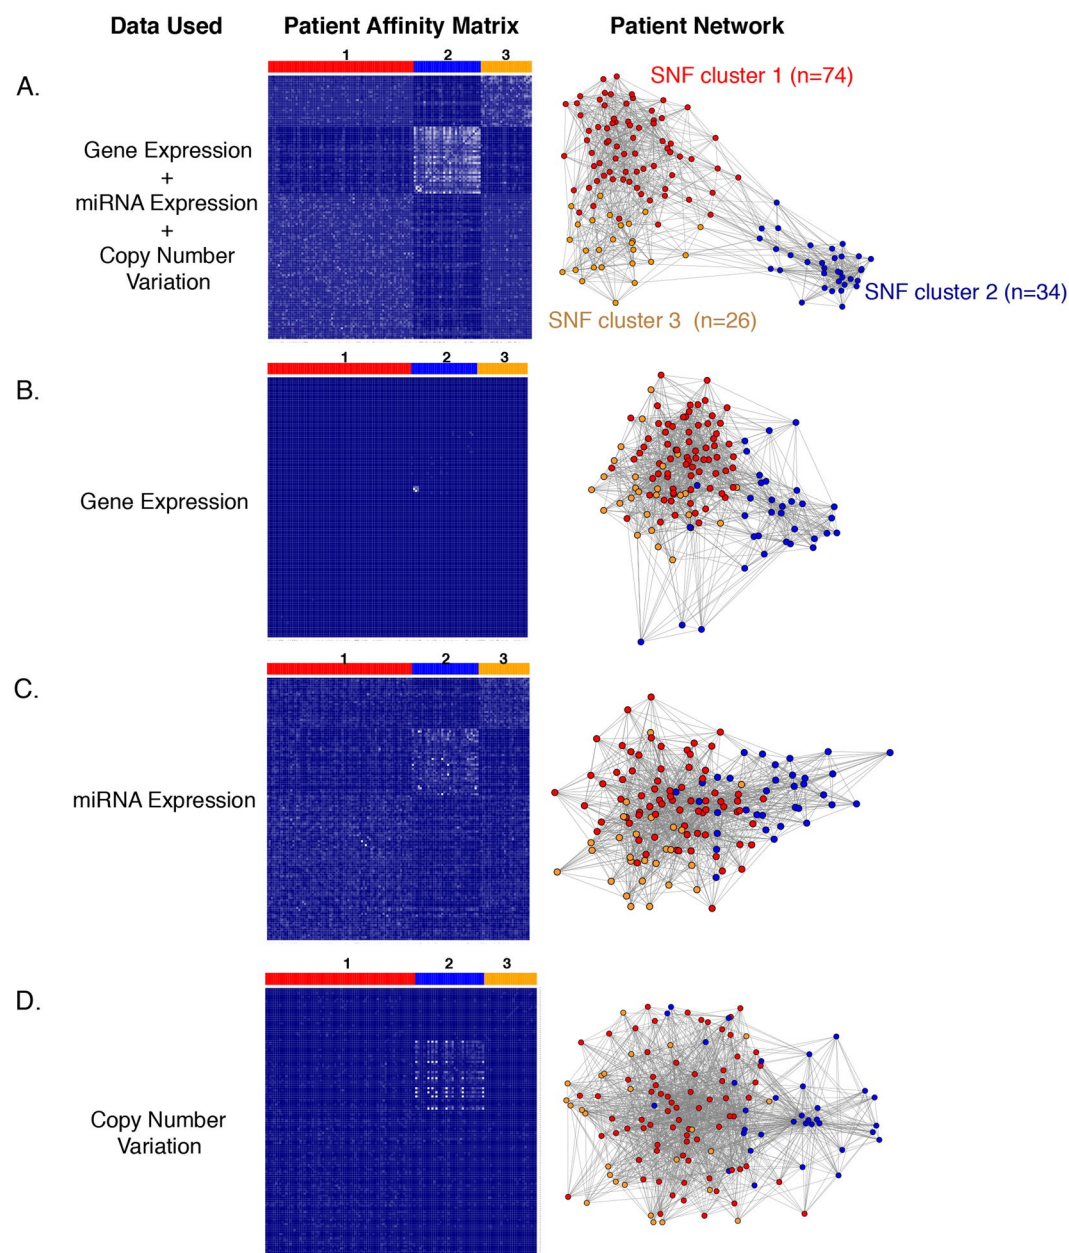 Data Used
Patient Affinity Matrix
Patient Network
A.
1
2
3
Gene Expression
+
miRNA Expression
+
Copy Number
Variation
SNF cluster 1 (n=74)
SNF cluster 2 (n=34)
SNF cluster 3 (n=26)
B.
1
2
3
Gene Expression
C.
1
2
3
miRNA Expression
D.
1
2
3
Copy Number
Variation